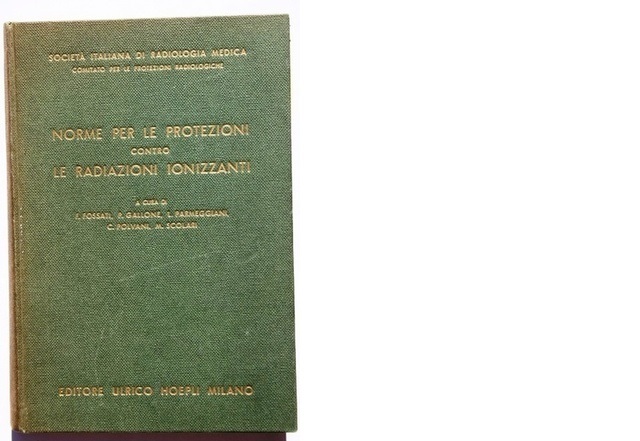 SOCIETÀ ITALIANA DI RADIOLOGIA MEDICA
COMITATO PER LE PROTEZIONI RADIOLOGICHE
NORME PER LE PROTEZIONI
CONTRO
LE RADIAZIONI IONIZZANTI
A CURA DI
F. FOSSATI, P. GALLONE, L. PARMEGGIANI,
C. POLVANI, M. SCOLARI
EDITORE ULRICO HOEPLI MILANO